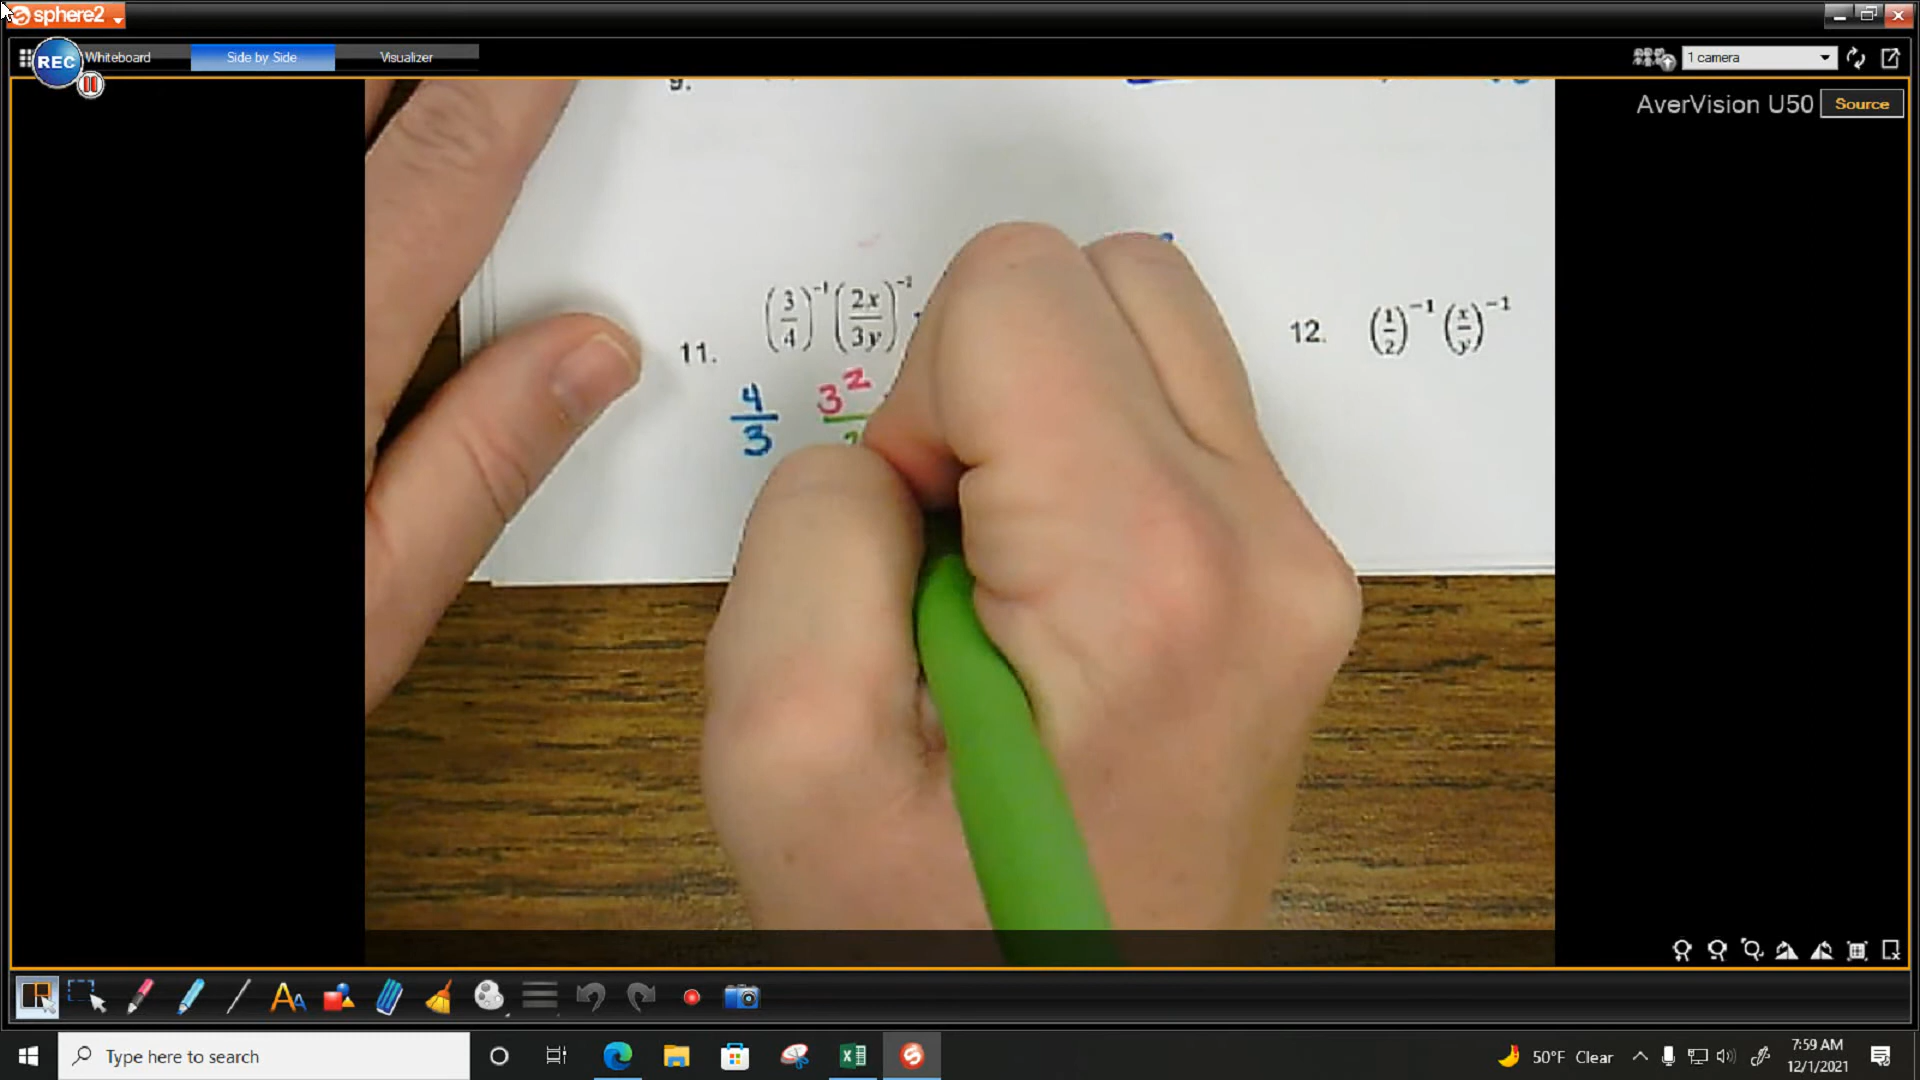 sphere2
REC Whiteboard Side by Side Visualizer 1 camera
AverVision U50 Source
9.
11. (3/4)⁻¹ (2x/3y)⁻²
12. (1/2)⁻¹ (x/y)⁻¹
4/3 3²
Type here to search
50°F Clear
7:59 AM
12/1/2021